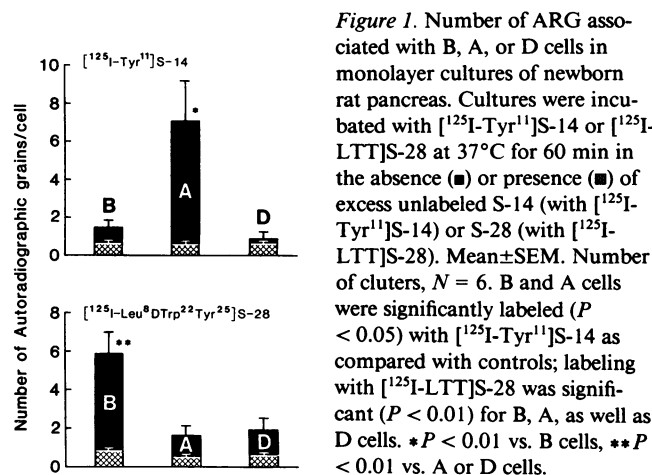 Number of Autoradiographic grains/cell
[¹²⁵I-Tyr¹¹]S-14
10
8
6
4
2
0
B
A
*
D
[¹²⁵I-Leu⁸DTrp²²Tyr²⁵]S-28
8
6
4
2
0
B
**
A
D
Figure 1. Number of ARG asso-
ciated with B, A, or D cells in
monolayer cultures of newborn
rat pancreas. Cultures were incu-
bated with [¹²⁵I-Tyr¹¹]S-14 or [¹²⁵I-
LTT]S-28 at 37°C for 60 min in
the absence (■) or presence (■) of
excess unlabeled S-14 (with [¹²⁵I-
Tyr¹¹]S-14) or S-28 (with [¹²⁵I-
LTT]S-28). Mean±SEM. Number
of cluters, N = 6. B and A cells
were significantly labeled (P
< 0.05) with [¹²⁵I-Tyr¹¹]S-14 as
compared with controls; labeling
with [¹²⁵I-LTT]S-28 was signifi-
cant (P < 0.01) for B, A, as well as
D cells. *P < 0.01 vs. B cells, **P
< 0.01 vs. A or D cells.